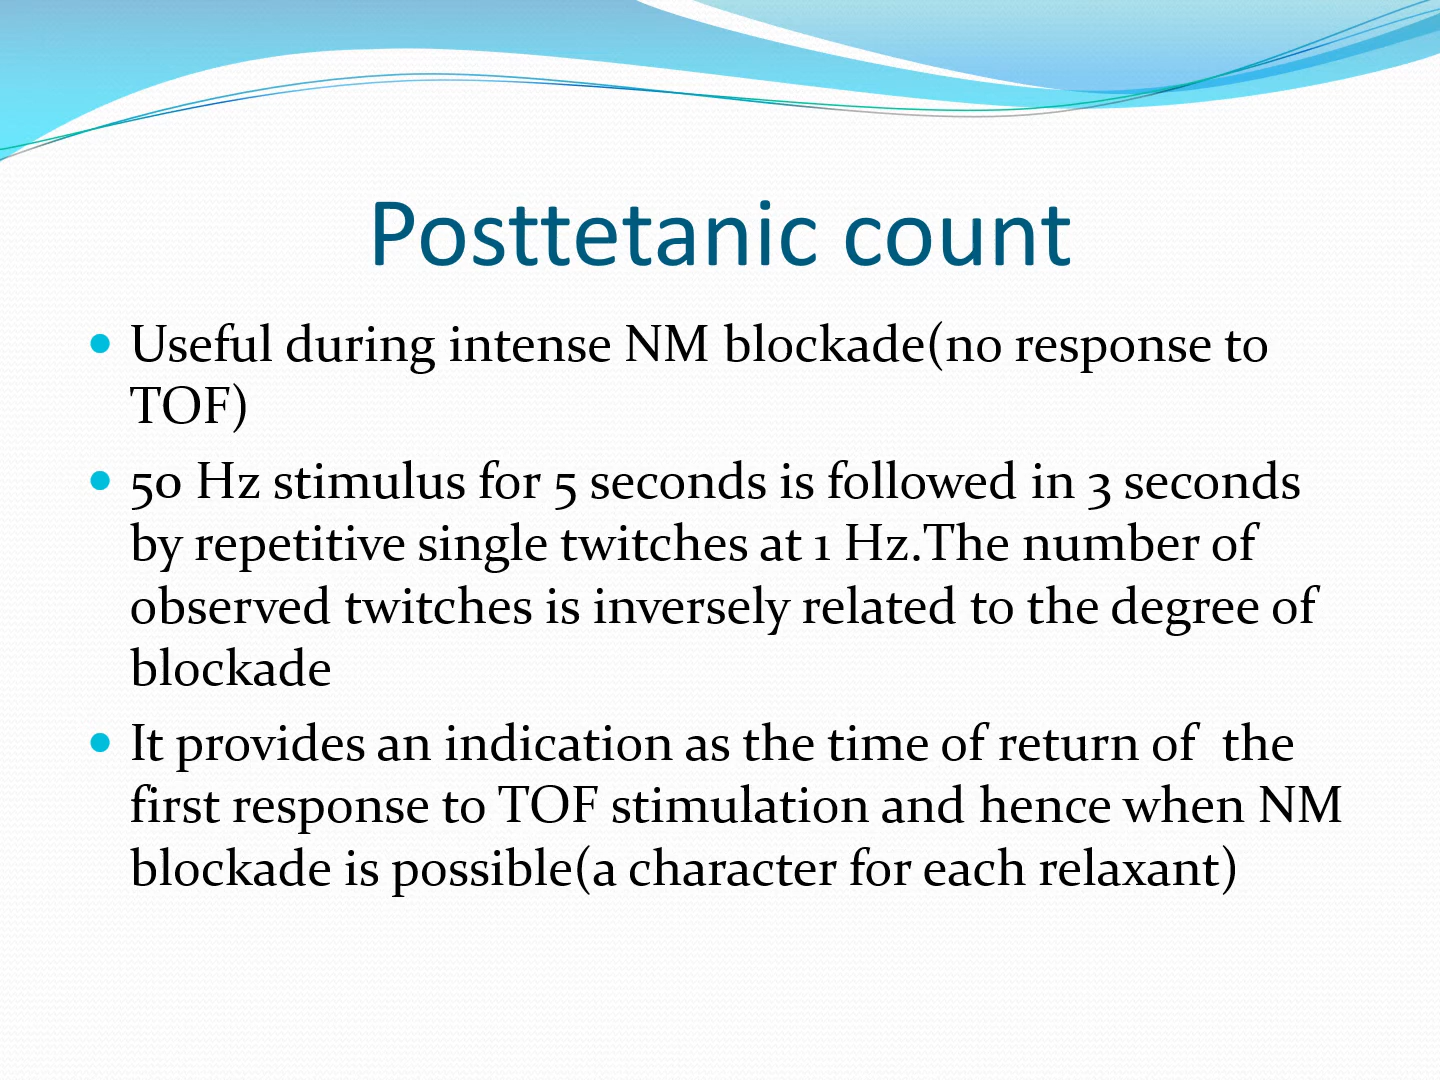 Posttetanic count
• Useful during intense NM blockade(no response to
TOF)
• 50 Hz stimulus for 5 seconds is followed in 3 seconds
by repetitive single twitches at 1 Hz.The number of
observed twitches is inversely related to the degree of
blockade
• It provides an indication as the time of return of  the
first response to TOF stimulation and hence when NM
blockade is possible(a character for each relaxant)